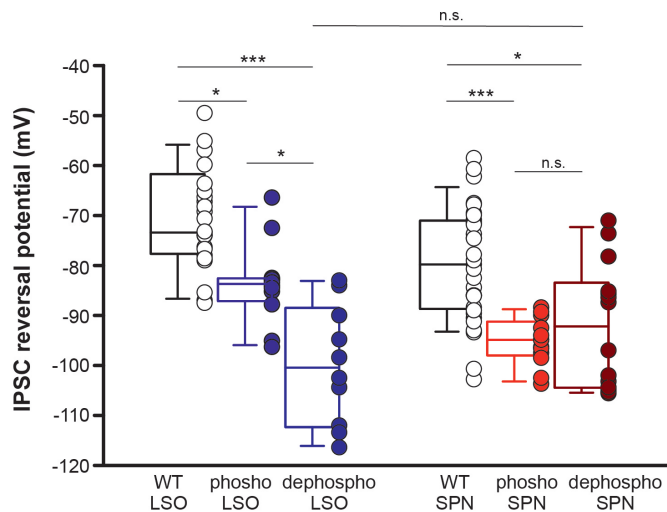 n.s.
***
*
*
*
***
n.s.
IPSC reversal potential (mV)
-40
-50
-60
-70
-80
-90
-100
-110
-120
WT
LSO
phosho
LSO
dephospho
LSO
WT
SPN
phosho
SPN
dephospho
SPN